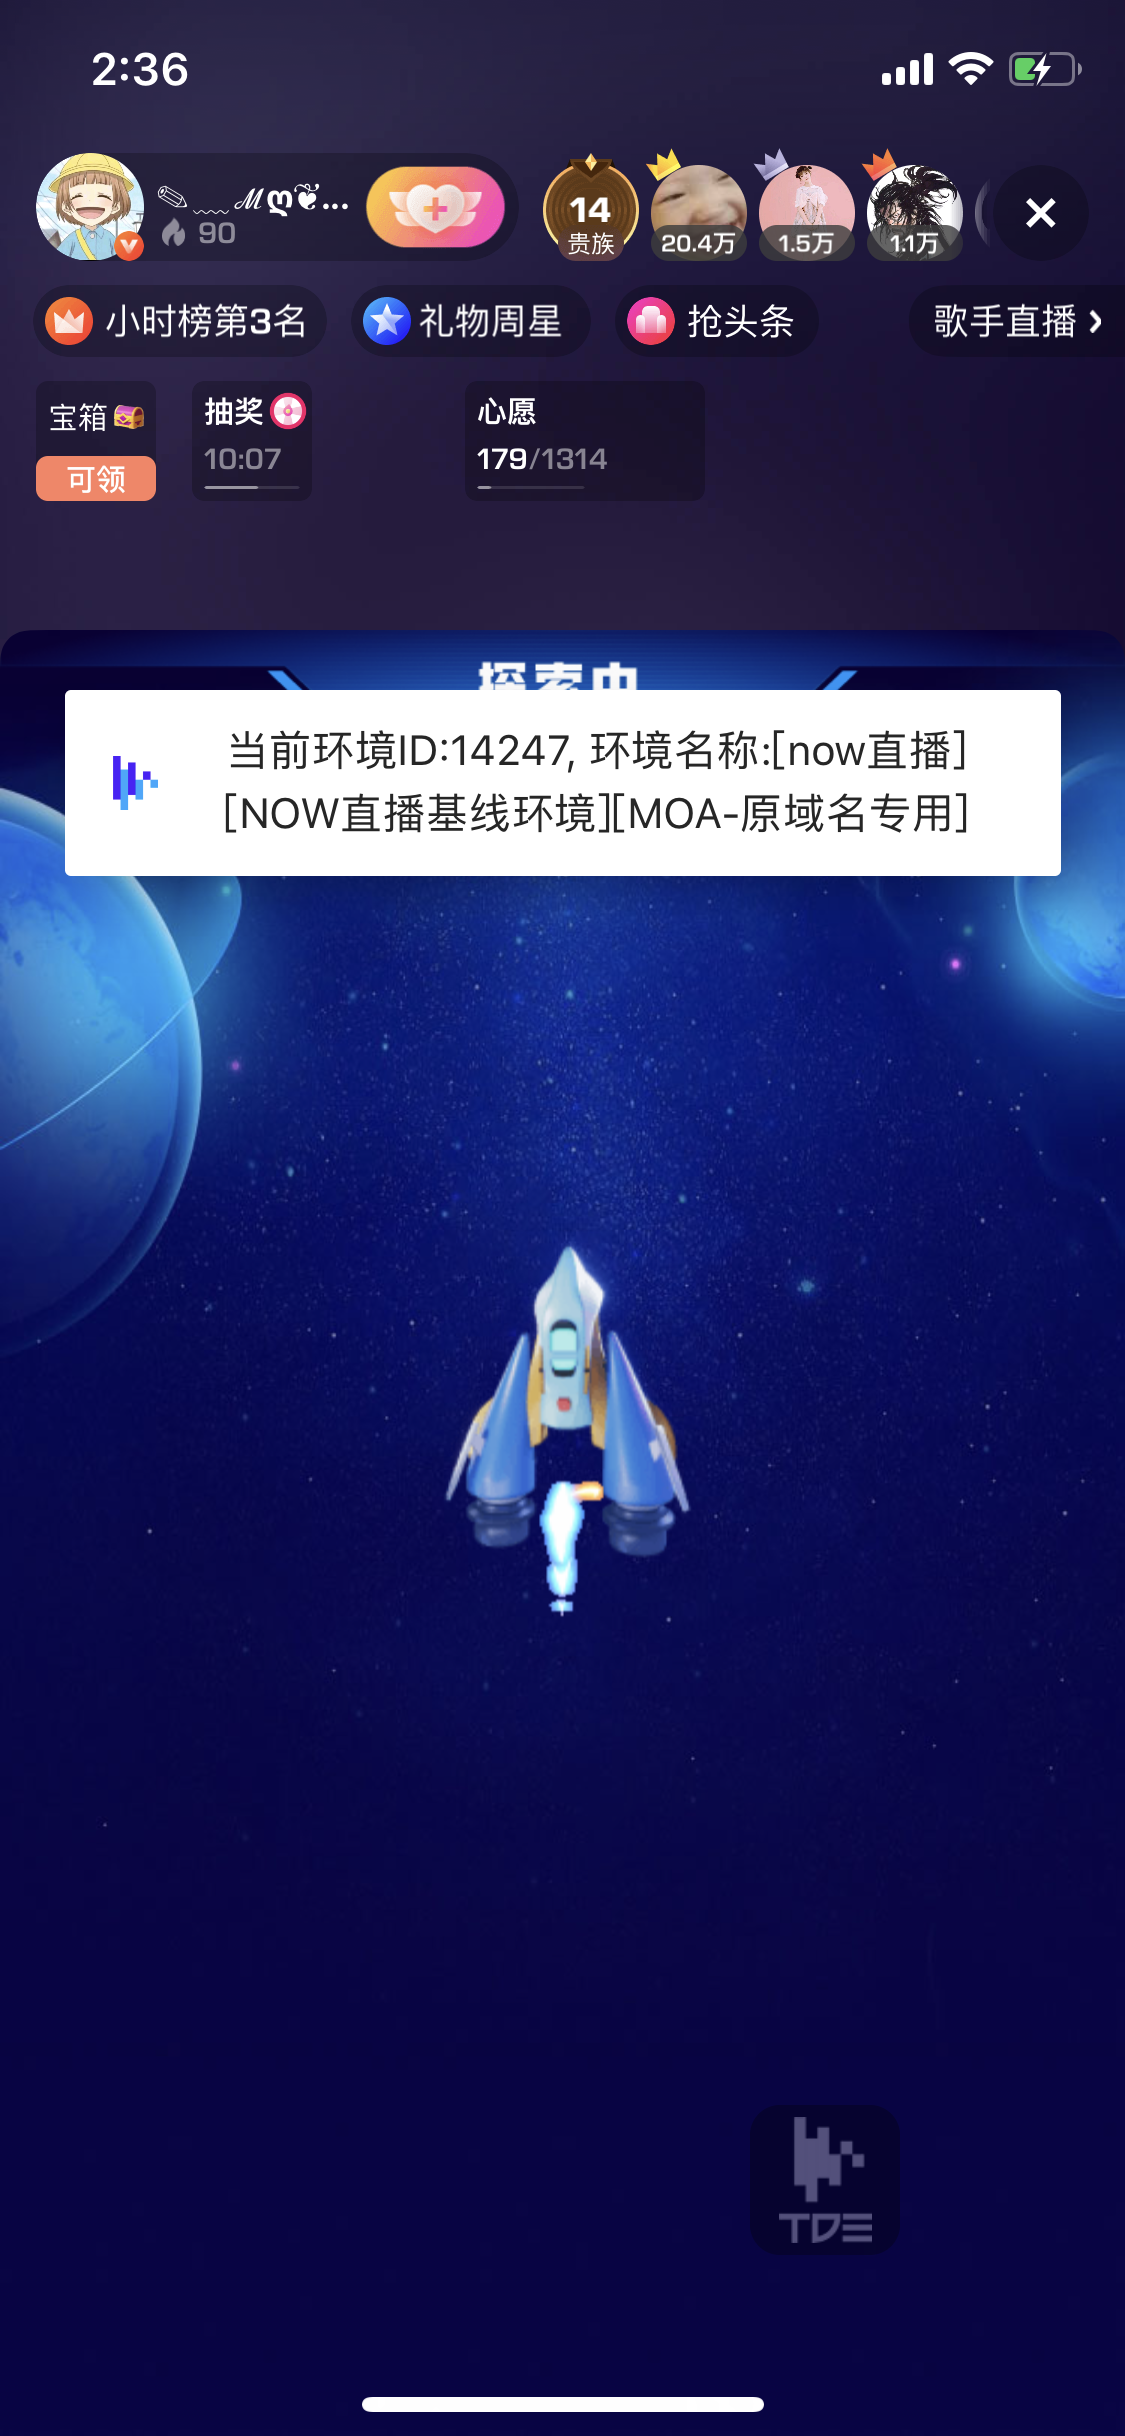 2:36
90
14
贵族
20.4万
1.5万
1.1万
小时榜第3名
礼物周星
抢头条
歌手直播
宝箱
可领
抽奖
10:07
心愿
179/1314
探索中
当前环境ID:14247, 环境名称:[now直播]
[NOW直播基线环境][MOA-原域名专用]
TDE